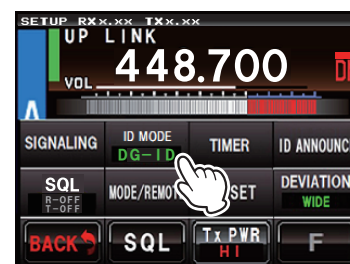 SETUP RXx.xx TXx.xx
UP LINK
VOL 448.700 D
A
SIGNALING ID MODE TIMER ID ANNOUNC
DG-ID
SQL MODE/REMOT SET DEVIATION
R-OFF WIDE
T-OFF
BACK SQL TX PWR F
HI